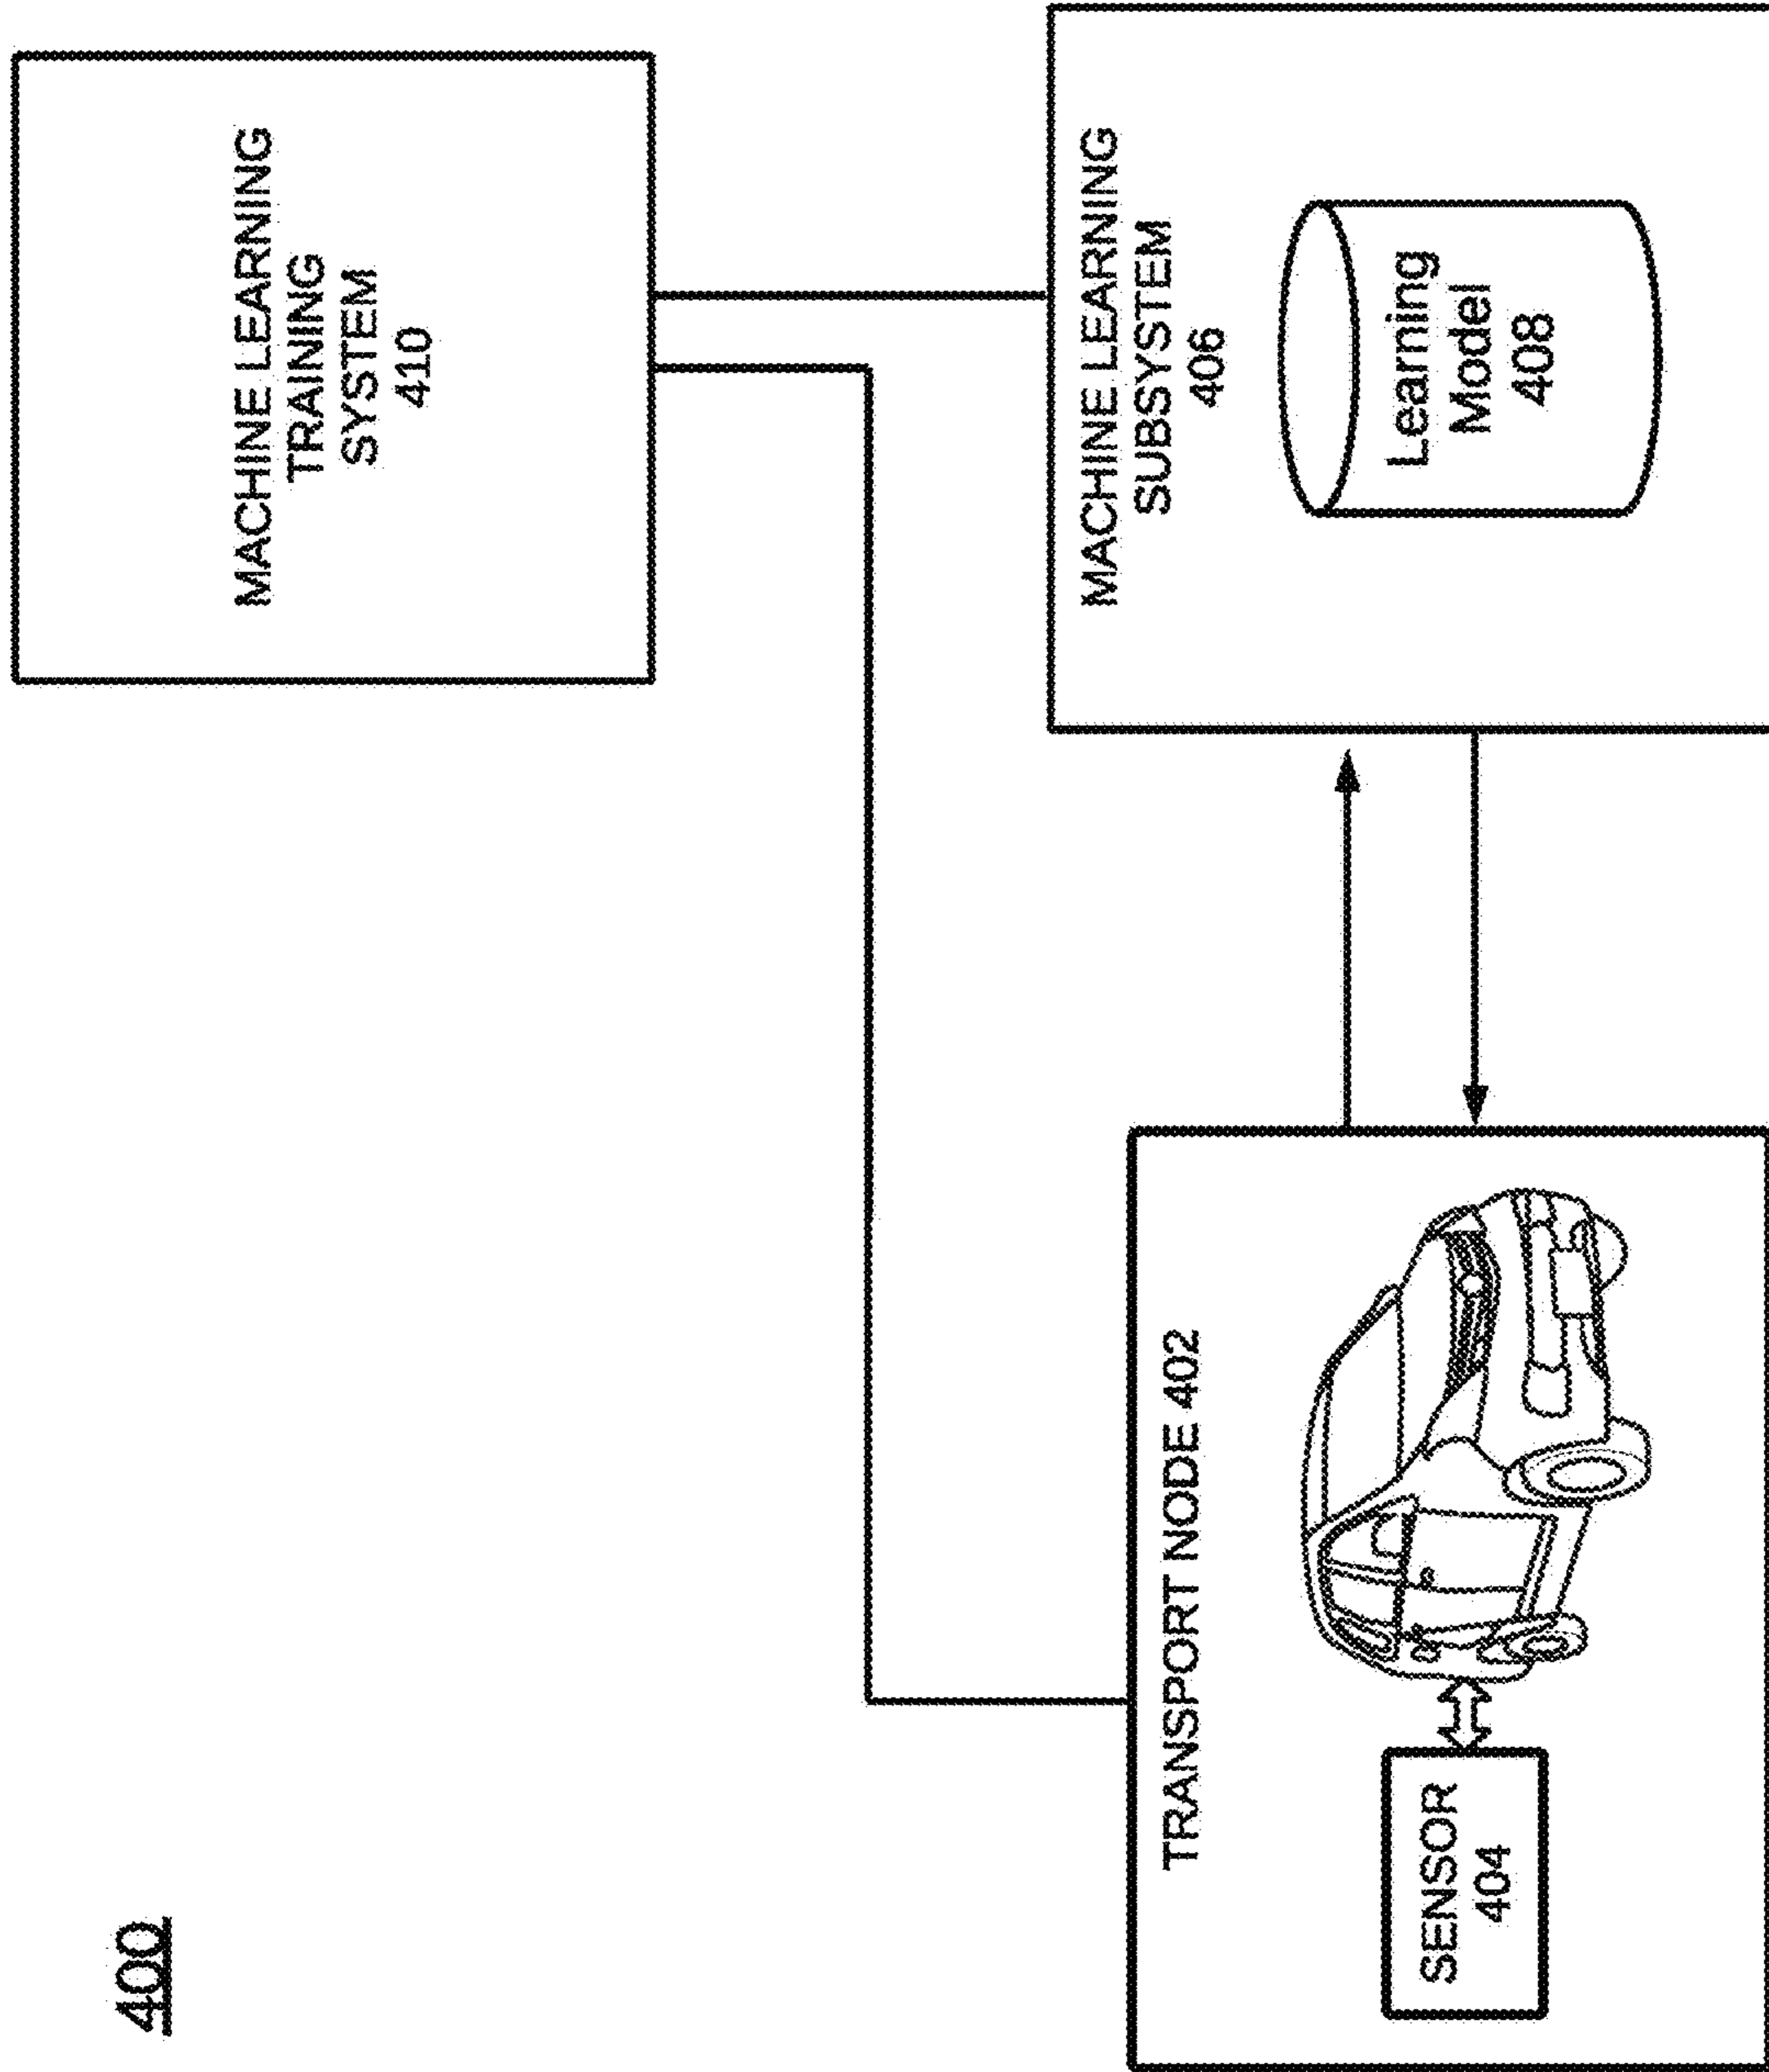 400
MACHINE LEARNING
TRAINING
SYSTEM
410
TRANSPORT NODE 402
SENSOR
404
MACHINE LEARNING
SUBSYSTEM
406
Learning
Model
408